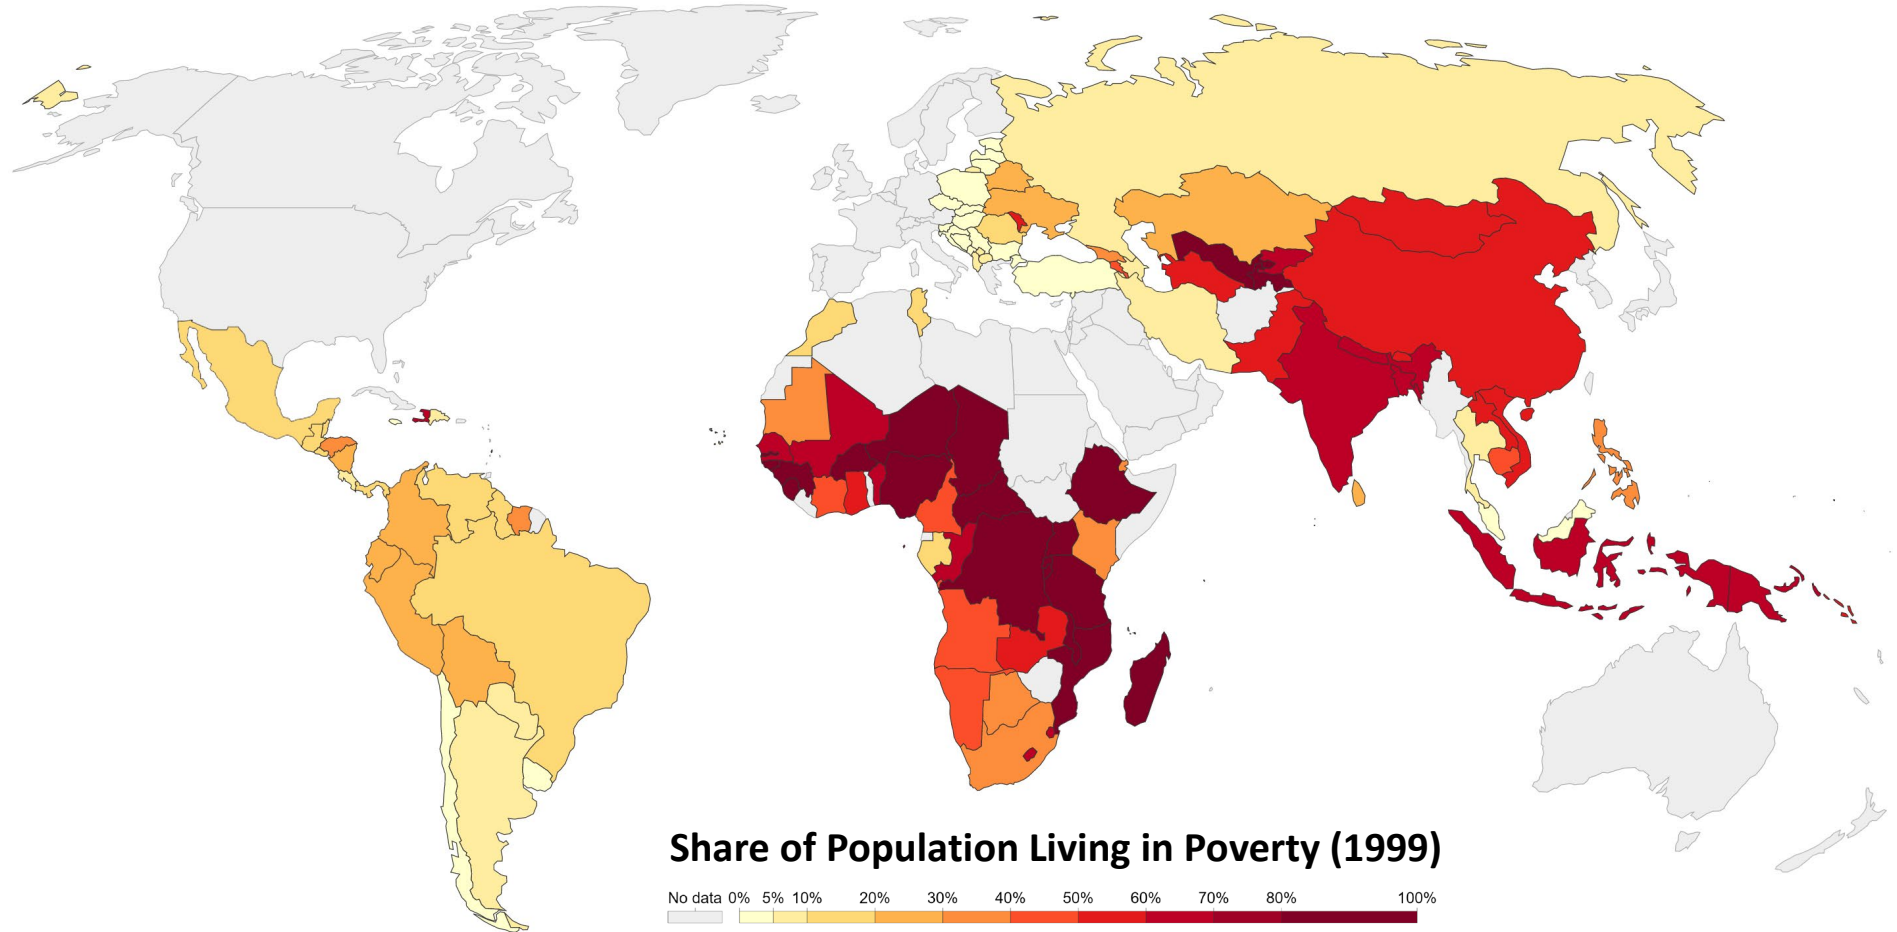 Share of Population Living in Poverty (1999)
No data 0% 5% 10% 20% 30% 40% 50% 60% 70% 80% 100%